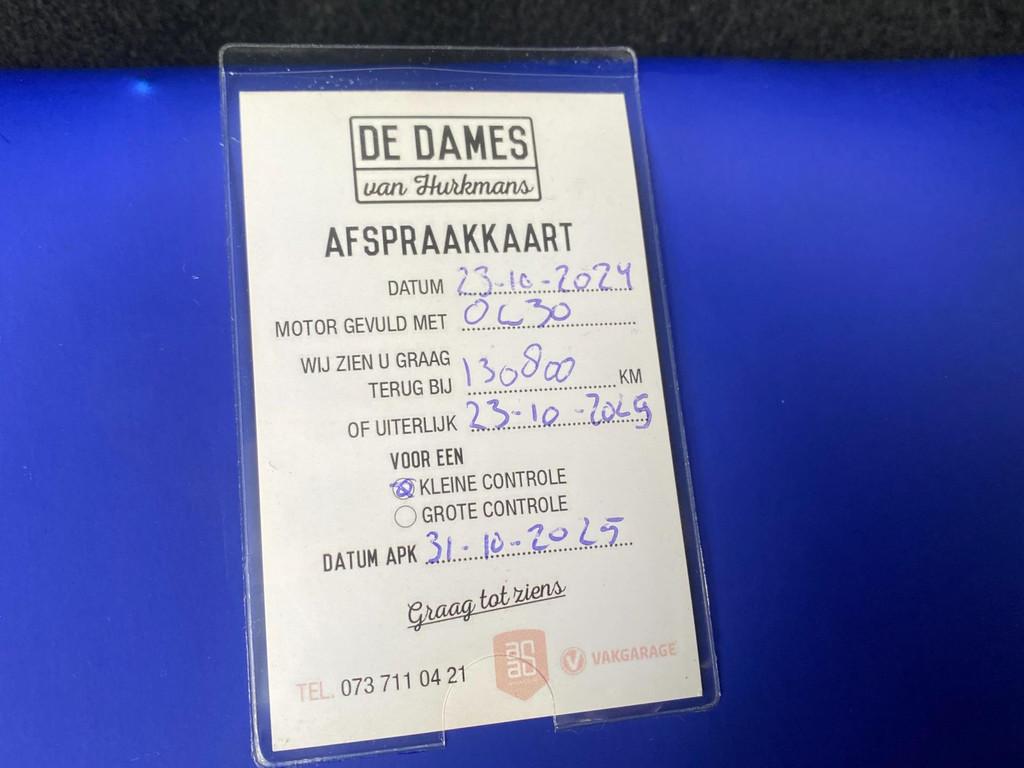 DE DAMES
van Hurkmans
AFSPRAAKKAART
DATUM 23-10-2024
MOTOR GEVULD MET 0W30
WIJ ZIEN U GRAAG
TERUG BIJ 130800 KM
OF UITERLIJK 23-10-2025
VOOR EEN
KLEINE CONTROLE
GROTE CONTROLE
DATUM APK 31-10-2025
Graag tot ziens
TEL. 073 711 04 21
VAKGARAGE